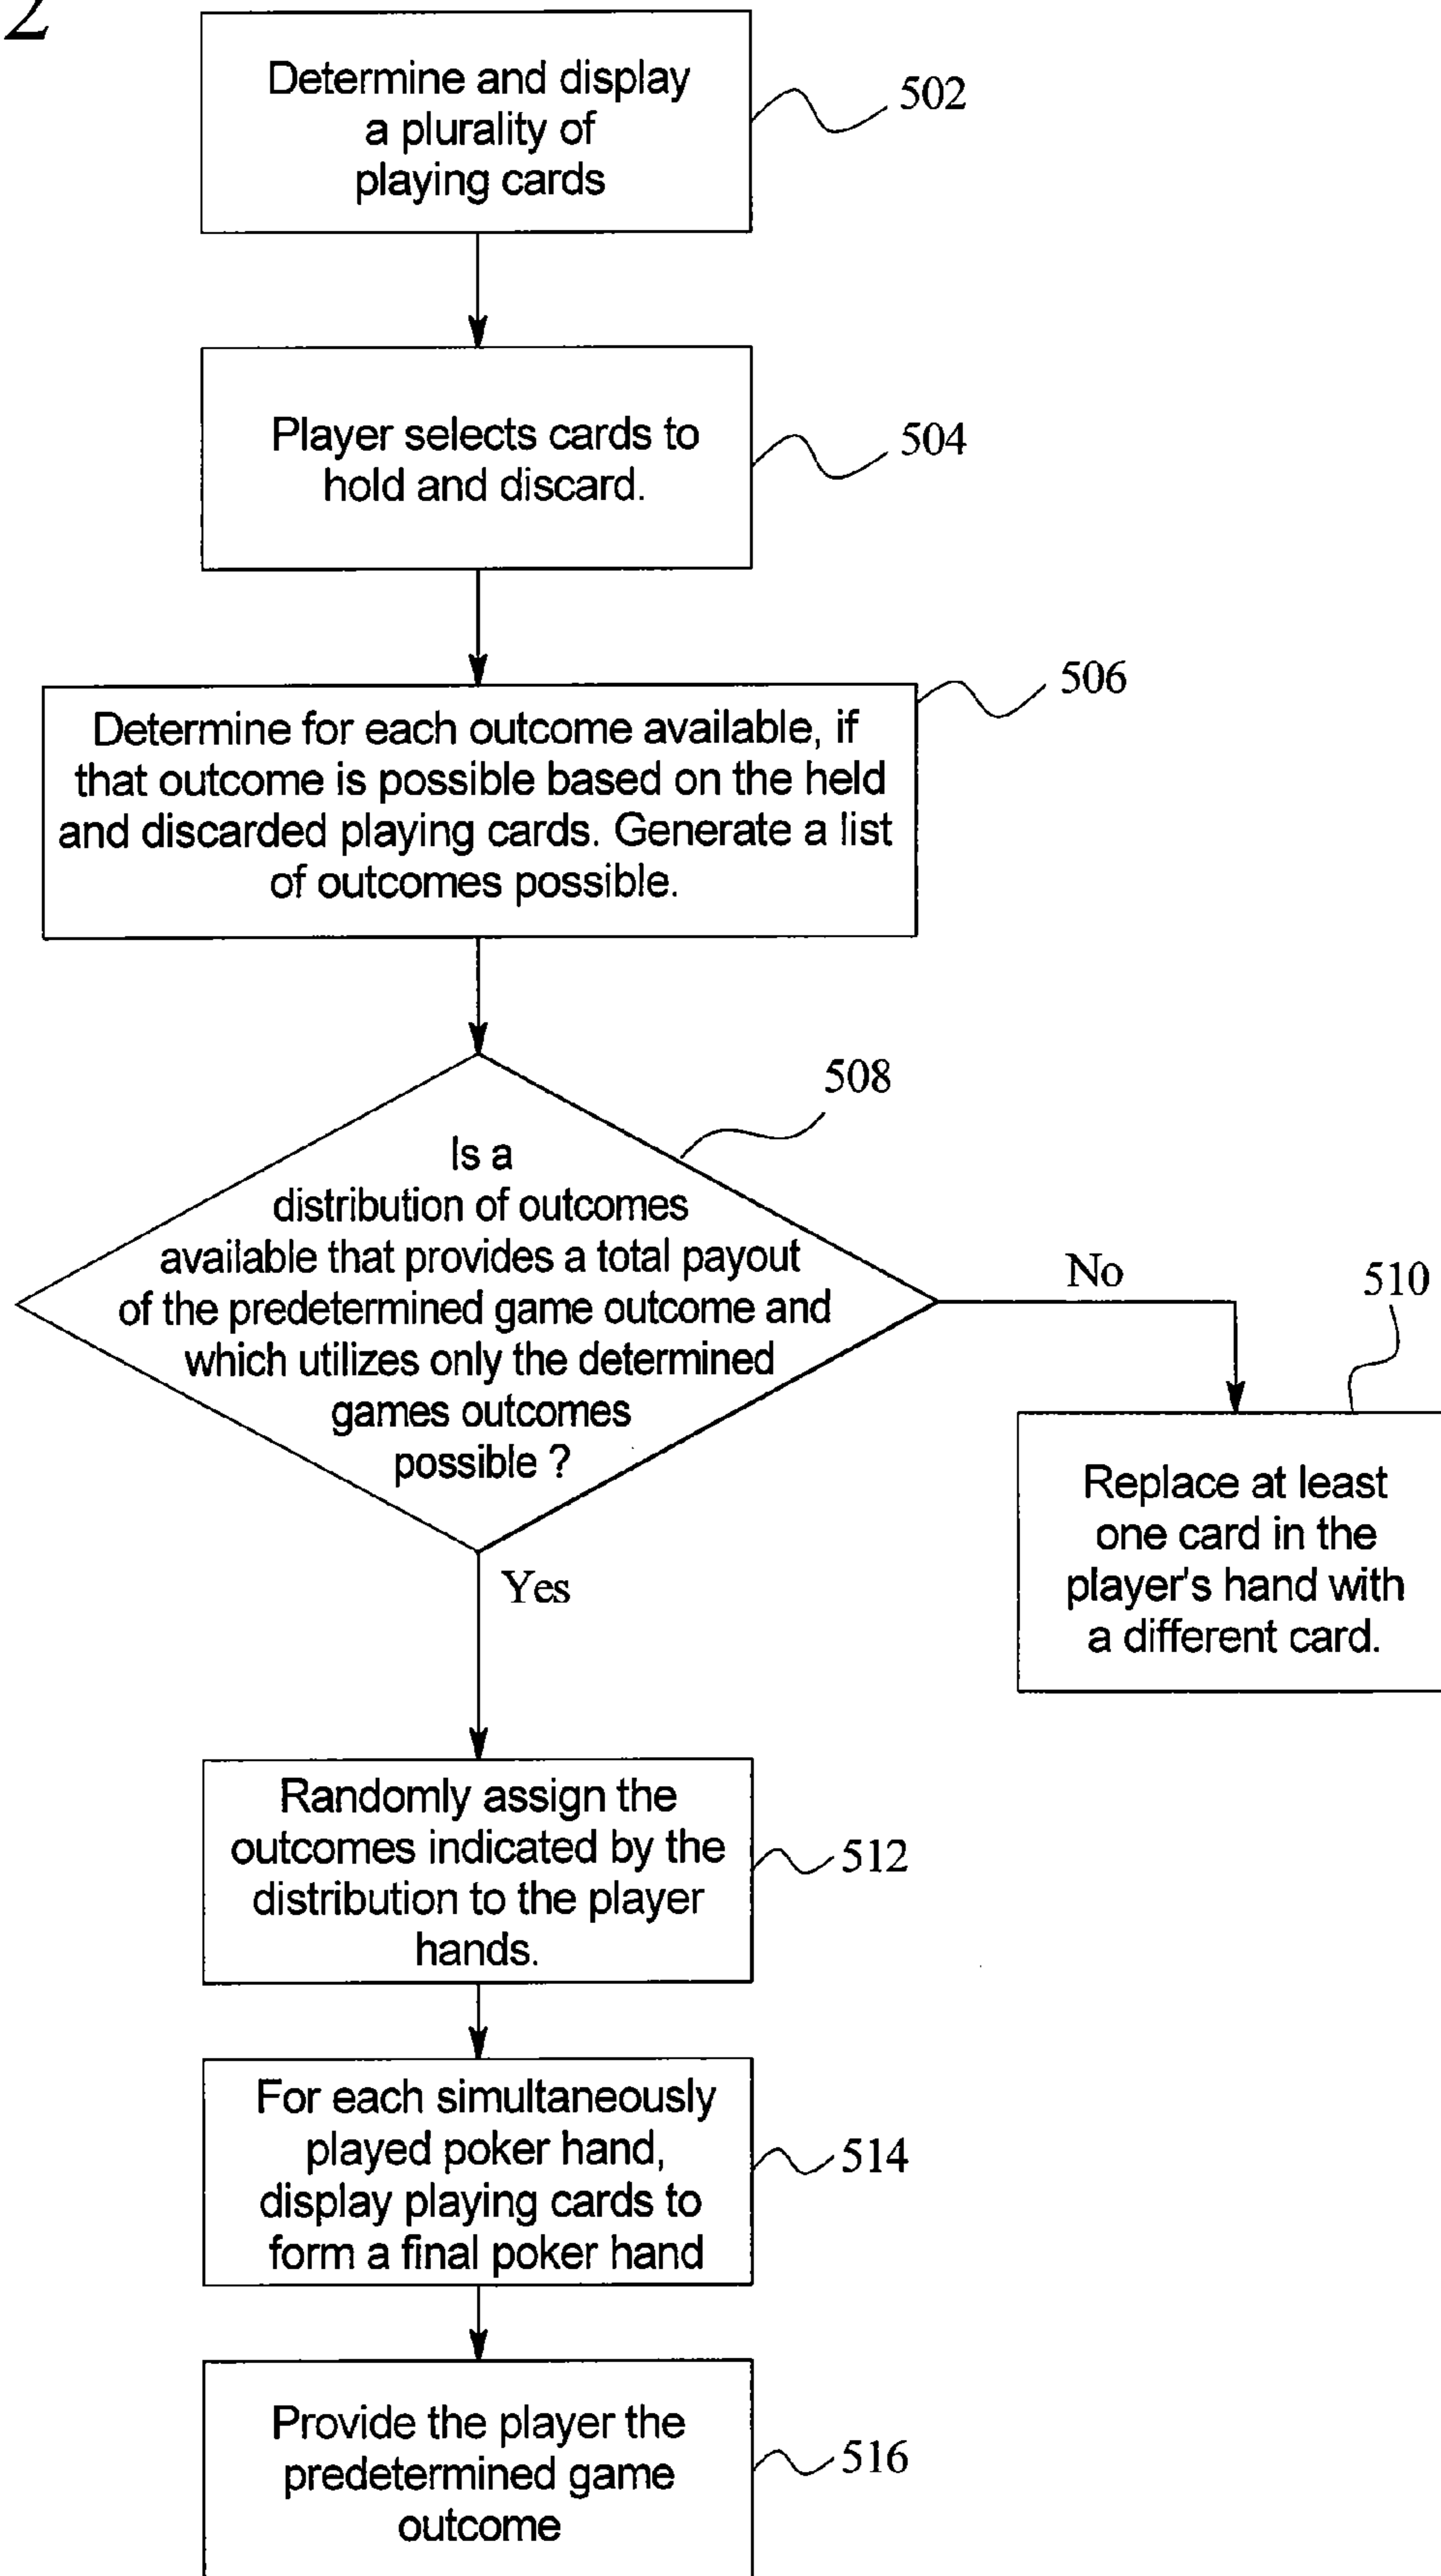 2
Determine and display
a plurality of
playing cards
502
Player selects cards to
hold and discard.
504
506
Determine for each outcome available, if
that outcome is possible based on the held
and discarded playing cards. Generate a list
of outcomes possible.
508
Is a
distribution of outcomes
available that provides a total payout
of the predetermined game outcome and
which utilizes only the determined
games outcomes
possible ?
No
510
Replace at least
one card in the
player's hand with
a different card.
Yes
Randomly assign the
outcomes indicated by the
distribution to the player
hands.
512
For each simultaneously
played poker hand,
display playing cards to
form a final poker hand
514
Provide the player the
predetermined game
outcome
516